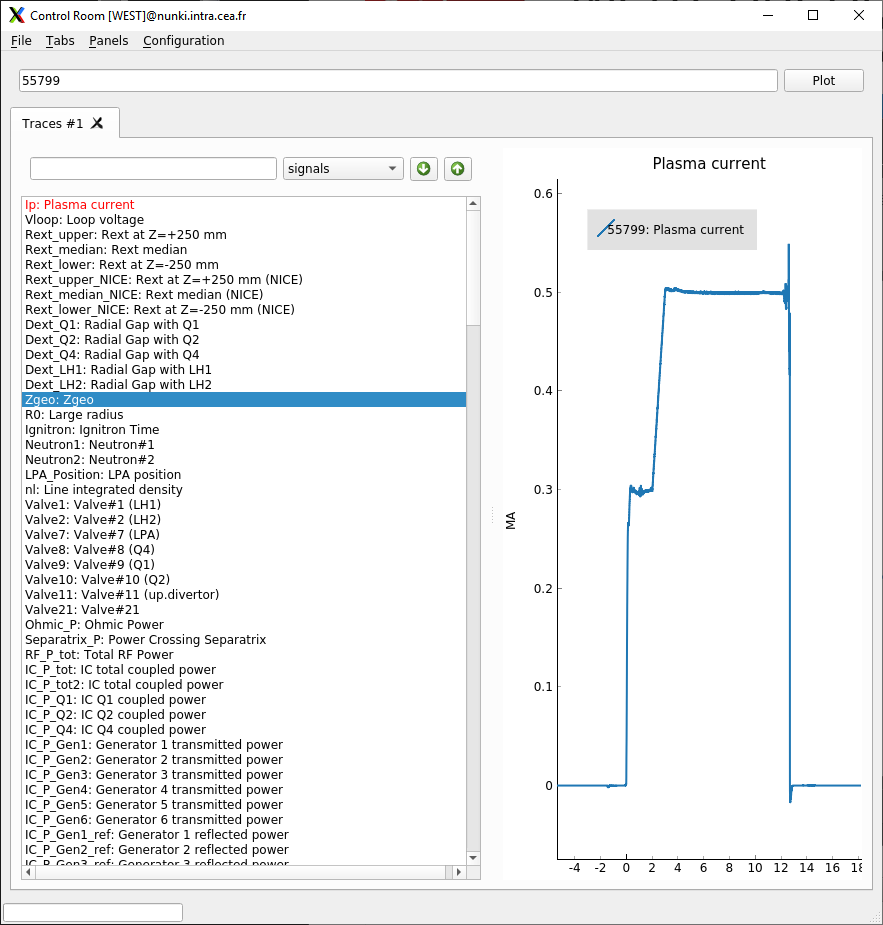 Control Room [WEST]@nunki.intra.cea.fr
File Tabs Panels Configuration
55799 Plot
Traces #1
signals
Ip: Plasma current
Vloop: Loop voltage
Rext_upper: Rext at Z=+250 mm
Rext_median: Rext median
Rext_lower: Rext at Z=-250 mm
Rext_upper_NICE: Rext at Z=+250 mm (NICE)
Rext_median_NICE: Rext median (NICE)
Rext_lower_NICE: Rext at Z=-250 mm (NICE)
Dext_Q1: Radial Gap with Q1
Dext_Q2: Radial Gap with Q2
Dext_Q4: Radial Gap with Q4
Dext_LH1: Radial Gap with LH1
Dext_LH2: Radial Gap with LH2
Zgeo: Zgeo
R0: Large radius
Ignitron: Ignitron Time
Neutron1: Neutron#1
Neutron2: Neutron#2
LPA_Position: LPA position
nl: Line integrated density
Valve1: Valve#1 (LH1)
Valve2: Valve#2 (LH2)
Valve7: Valve#7 (LPA)
Valve8: Valve#8 (Q4)
Valve9: Valve#9 (Q1)
Valve10: Valve#10 (Q2)
Valve11: Valve#11 (up.divertor)
Valve21: Valve#21
Ohmic_P: Ohmic Power
Separatrix_P: Power Crossing Separatrix
RF_P_tot: Total RF Power
IC_P_tot: IC total coupled power
IC_P_tot2: IC total coupled power
IC_P_Q1: IC Q1 coupled power
IC_P_Q2: IC Q2 coupled power
IC_P_Q4: IC Q4 coupled power
IC_P_Gen1: Generator 1 transmitted power
IC_P_Gen2: Generator 2 transmitted power
IC_P_Gen3: Generator 3 transmitted power
IC_P_Gen4: Generator 4 transmitted power
IC_P_Gen5: Generator 5 transmitted power
IC_P_Gen6: Generator 6 transmitted power
IC_P_Gen1_ref: Generator 1 reflected power
IC_P_Gen2_ref: Generator 2 reflected power
IC_P_Gen3_ref: Generator 3 reflected power
Plasma current
55799: Plasma current
0.6
0.5
0.4
0.3
0.2
0.1
0
MA
-4 -2 0 2 4 6 8 10 12 14 16 18